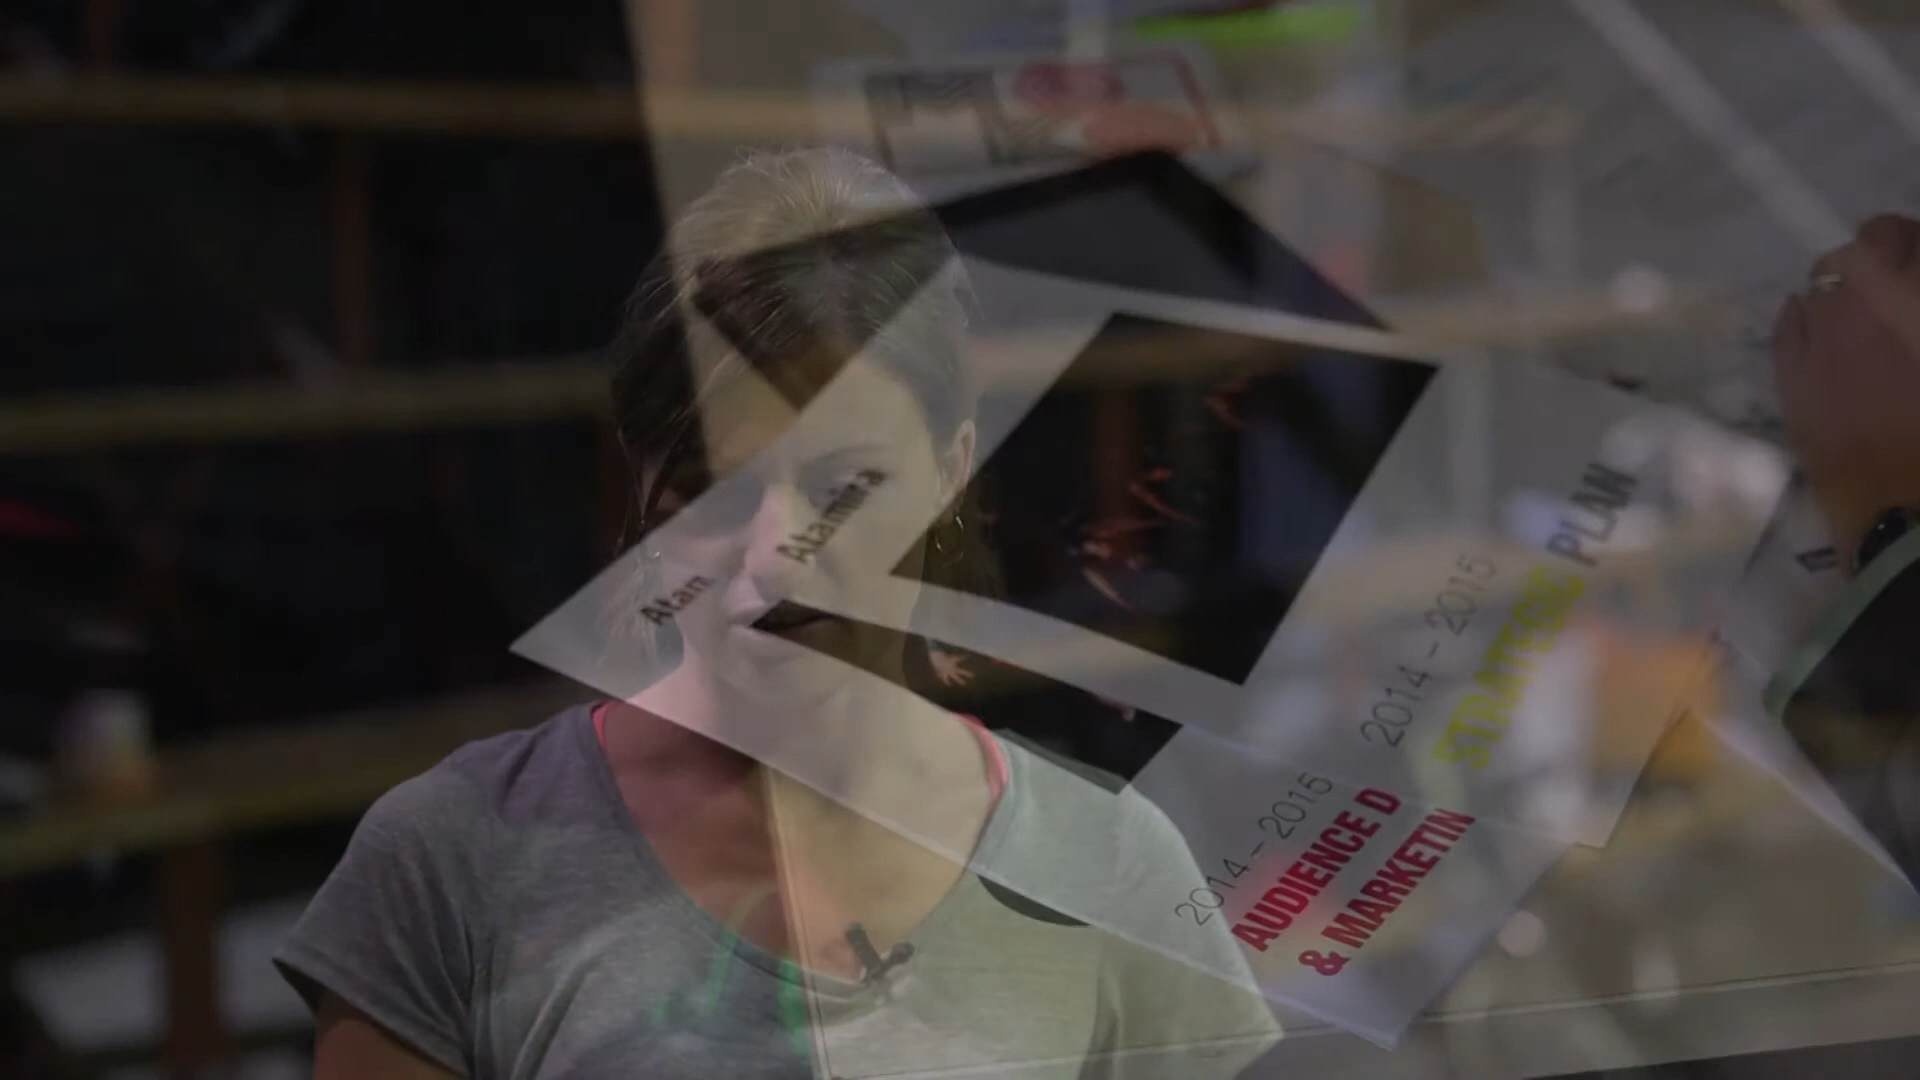 Atamira
2014 – 2015
STRATEGIC PLAN
Atam
2014 – 2015
AUDIENCE D
& MARKETIN